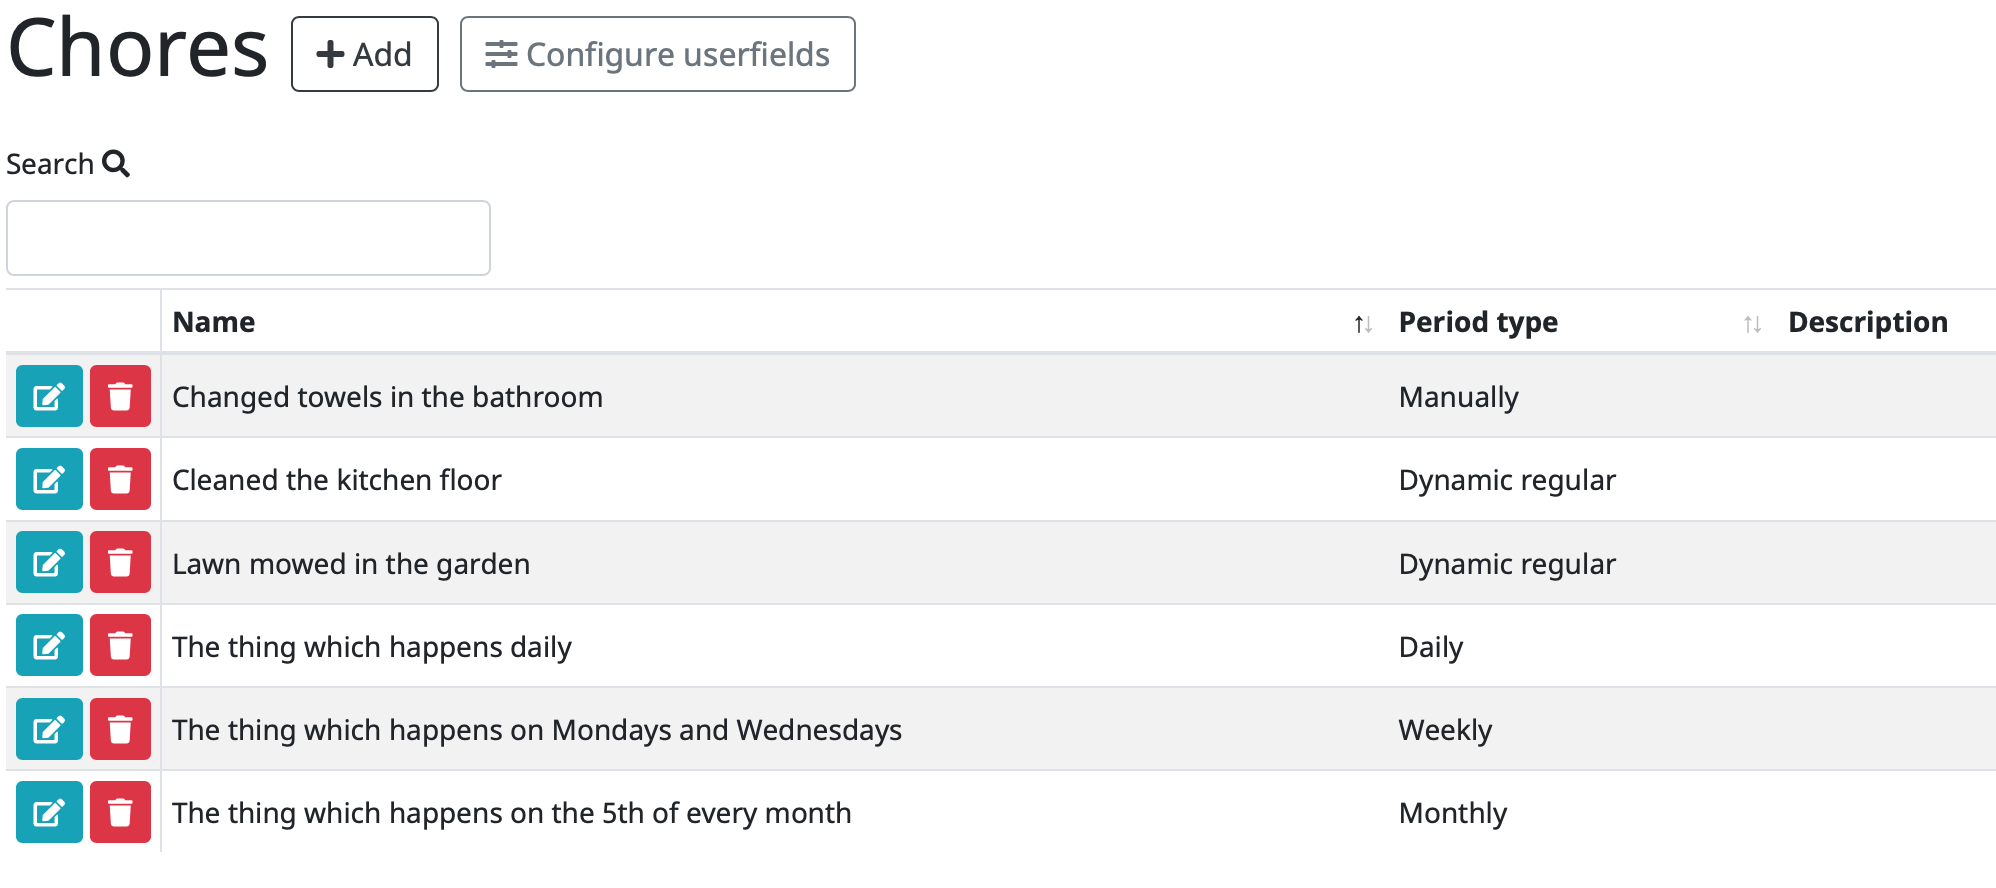 Chores Add Configure userfields
Search
Name Period type Description
Changed towels in the bathroom Manually
Cleaned the kitchen floor Dynamic regular
Lawn mowed in the garden Dynamic regular
The thing which happens daily Daily
The thing which happens on Mondays and Wednesdays Weekly
The thing which happens on the 5th of every month Monthly